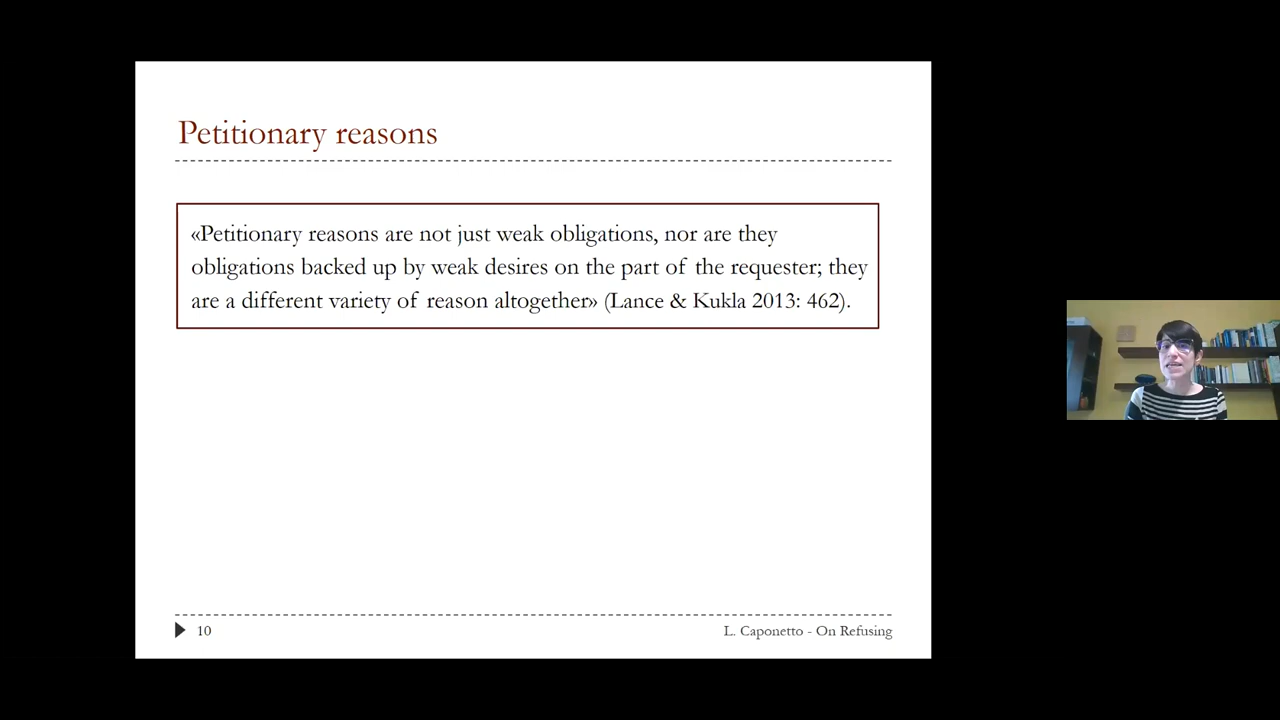 Petitionary reasons
«Petitionary reasons are not just weak obligations, nor are they
obligations backed up by weak desires on the part of the requester; they
are a different variety of reason altogether» (Lance & Kukla 2013: 462).
10
L. Caponetto - On Refusing